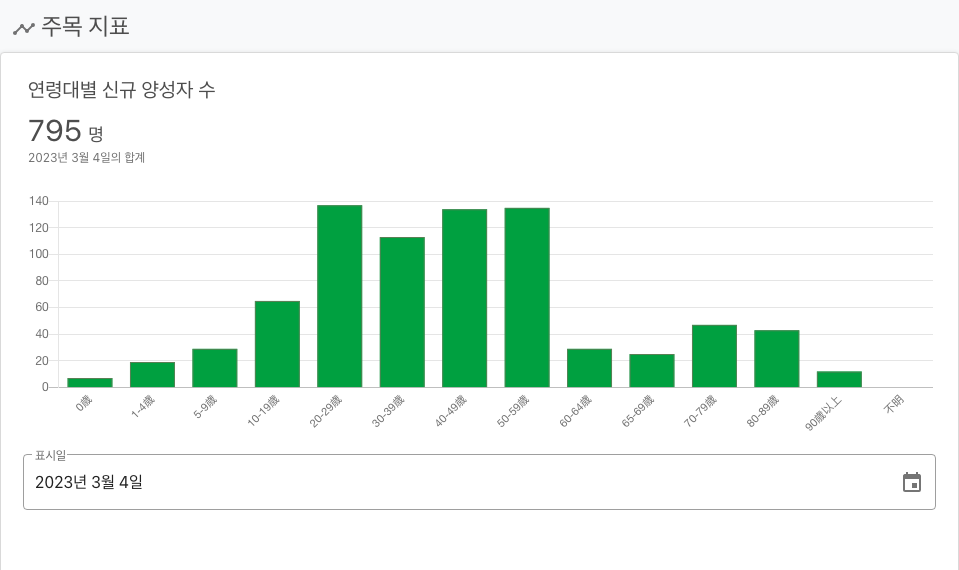 주목 지표
연령대별 신규 양성자 수
795 명
2023년 3월 4일의 합계
140
120
100
80
60
40
20
0
0歳
1-4歳
5-9歳
10-19歳
20-29歳
30-39歳
40-49歳
50-59歳
60-64歳
65-69歳
70-79歳
80-89歳
90歳以上
不明
표시일
2023년 3월 4일